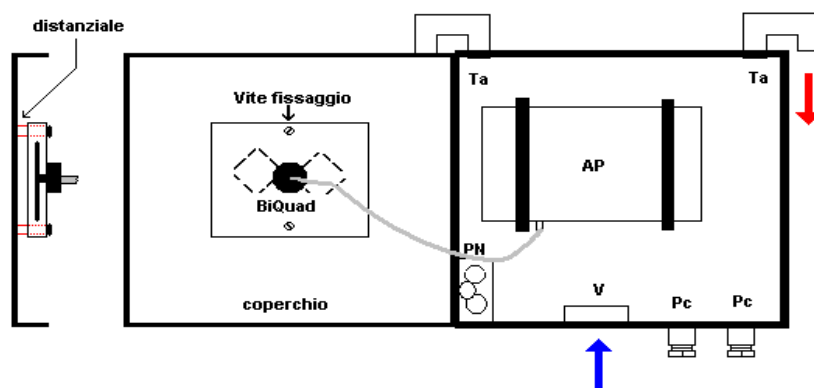 distanziale
Vite fissaggio
BiQuad
coperchio
Ta
Ta
AP
PN
V
Pc
Pc